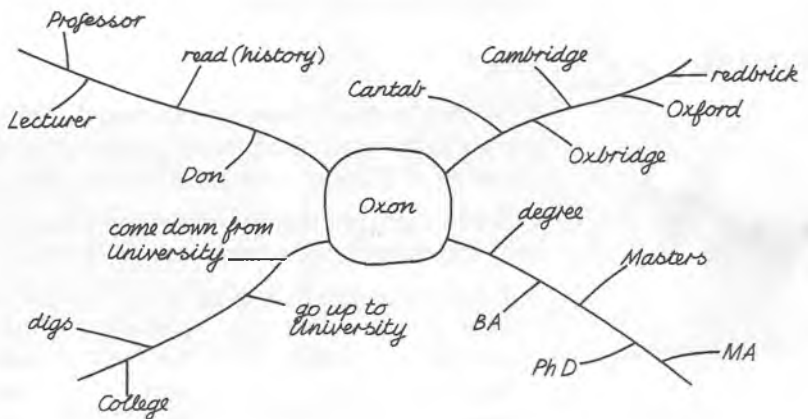 Professor
read (history)
Lecturer
Don
Cambridge
redbrick
Cantab
Oxford
Oxbridge
Oxon
come down from
University
go up to
University
digs
College
degree
Masters
BA
PhD
MA